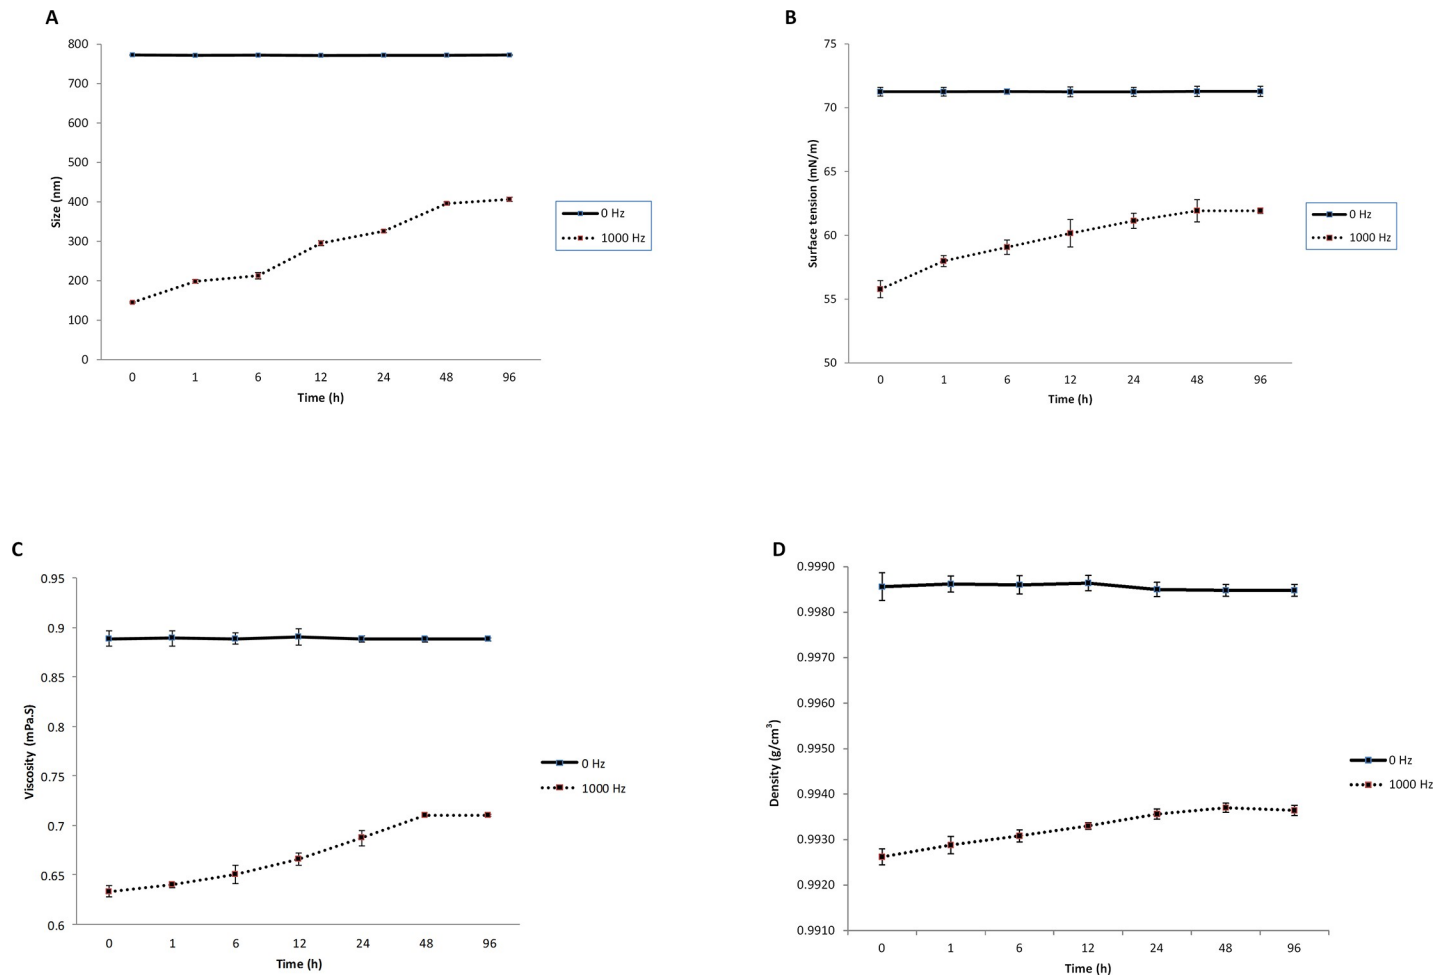 A
800
700
600
500
400
300
200
100
0
Size (nm)
0 1 6 12 24 48 96
Time (h)
0 Hz
1000 Hz
B
75
70
65
60
55
50
Surface tension (mN/m)
0 1 6 12 24 48 96
Time (h)
0 Hz
1000 Hz
C
0.95
0.9
0.85
0.8
0.75
0.7
0.65
0.6
Viscosity (mPa.S)
0 1 6 12 24 48 96
Time (h)
0 Hz
1000 Hz
D
0.9990
0.9980
0.9970
0.9960
0.9950
0.9940
0.9930
0.9920
0.9910
Density (g/cm³)
0 1 6 12 24 48 96
Time (h)
0 Hz
1000 Hz